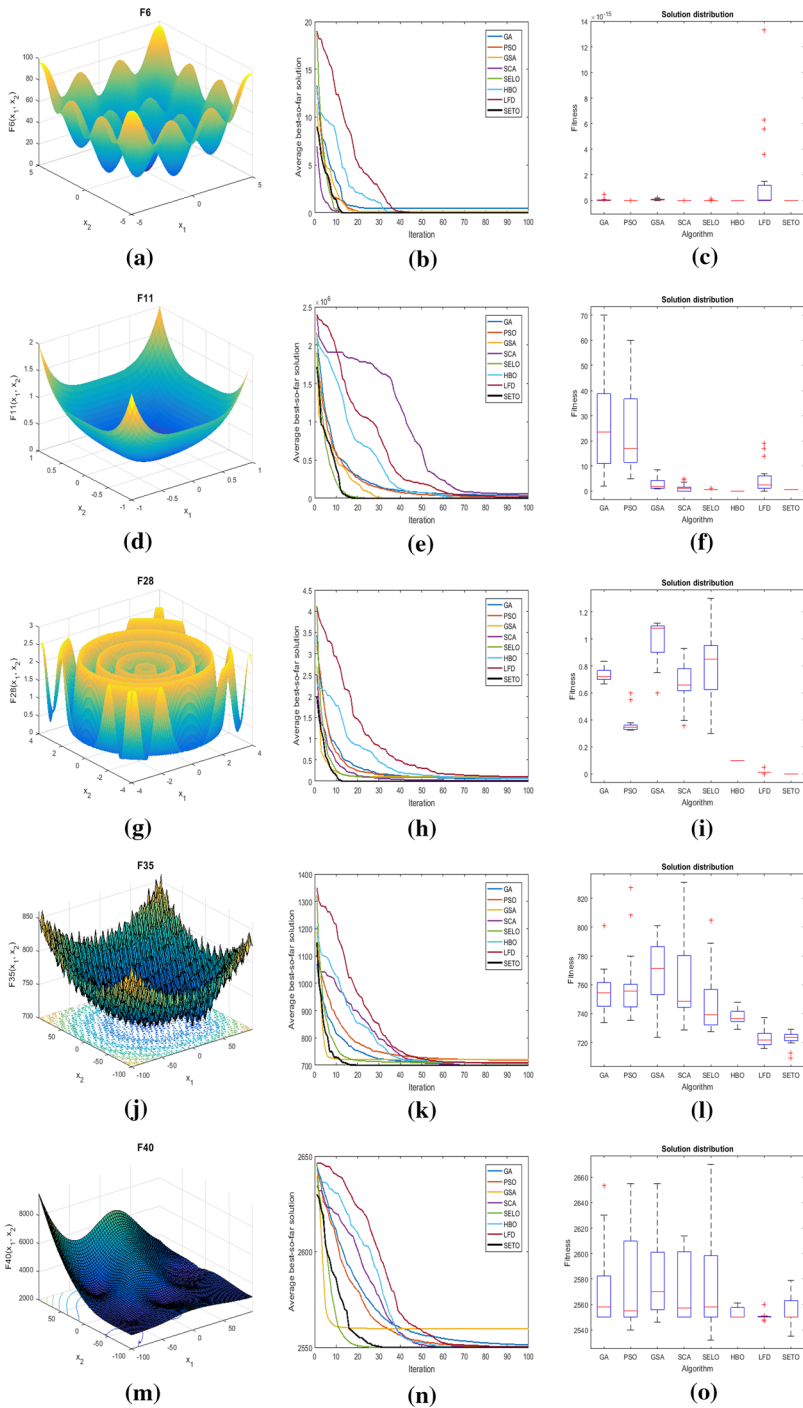 F6
F6(x1, x2)
100
80
60
40
20
0
5
0
-5
x2
-5
0
5
x1
(a)
Average best-so-far solution
20
15
10
5
0
0 10 20 30 40 50 60 70 80 90 100
Iteration
GA
PSO
GSA
SCA
SELO
HBO
LFD
SETO
(b)
Solution distribution
×10-15
Fitness
14
12
10
8
6
4
2
0
GA PSO GSA SCA SELO HBO LFD SETO
Algorithm
(c)
F11
F11(x1, x2)
2
1.5
1
0.5
0
1
0.5
0
-0.5
-1
x2
-1
-0.5
0
0.5
1
x1
(d)
×106
Average best-so-far solution
3
2.5
2
1.5
1
0.5
0
0 10 20 30 40 50 60 70 80 90 100
Iteration
GA
PSO
GSA
SCA
SELO
HBO
LFD
SETO
(e)
Solution distribution
Fitness
70
60
50
40
30
20
10
0
GA PSO GSA SCA SELO HBO LFD SETO
Algorithm
(f)
F28
F28(x1, x2)
3
2.5
2
1.5
1
0.5
0
4
2
0
-2
-4
x2
-4
-2
0
2
4
x1
(g)
Average best-so-far solution
4.5
4
3.5
3
2.5
2
1.5
1
0.5
0
0 10 20 30 40 50 60 70 80 90 100
Iteration
GA
PSO
GSA
SCA
SELO
HBO
LFD
SETO
(h)
Solution distribution
Fitness
1.2
1
0.8
0.6
0.4
0.2
0
GA PSO GSA SCA SELO HBO LFD SETO
Algorithm
(i)
F35
F35(x1, x2)
850
800
750
700
50
0
-50
-100
x2
-100
-50
0
50
x1
(j)
Average best-so-far solution
1400
1300
1200
1100
1000
900
800
700
0 10 20 30 40 50 60 70 80 90 100
Iteration
GA
PSO
GSA
SCA
SELO
HBO
LFD
SETO
(k)
Solution distribution
Fitness
820
800
780
760
740
720
GA PSO GSA SCA SELO HBO LFD SETO
Algorithm
(l)
F40
F40(x1, x2)
8000
6000
4000
2000
50
0
-50
-100
x2
-100
-50
0
50
x1
(m)
Average best-so-far solution
2650
2600
2550
0 10 20 30 40 50 60 70 80 90 100
Iteration
GA
PSO
GSA
SCA
SELO
HBO
LFD
SETO
(n)
Solution distribution
Fitness
2660
2640
2620
2600
2580
2560
2540
GA PSO GSA SCA SELO HBO LFD SETO
Algorithm
(o)